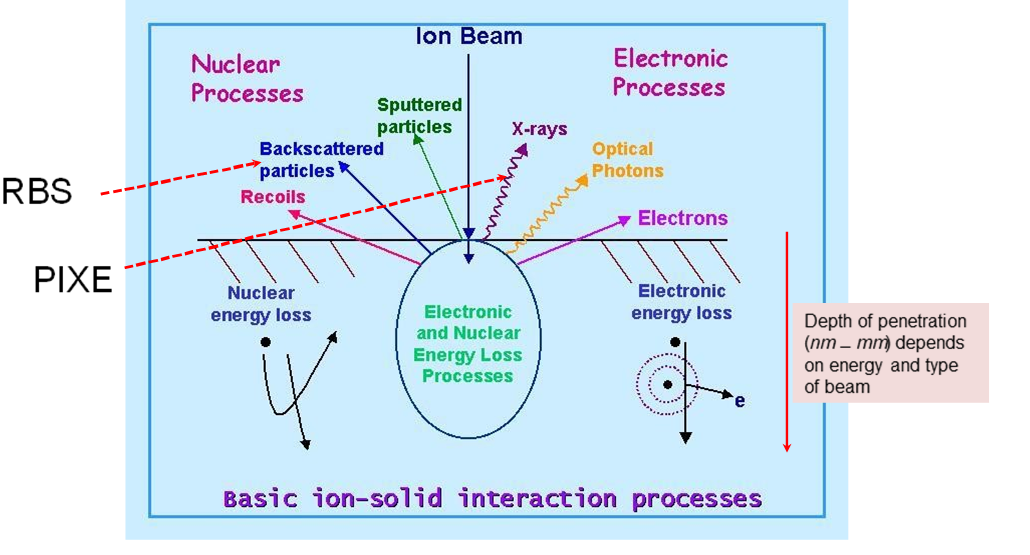 Ion Beam
Nuclear
Processes
Electronic
Processes
Sputtered
particles
X-rays
Backscattered
particles
Optical
Photons
RBS
Recoils
Electrons
PIXE
Nuclear
energy loss
Electronic
and Nuclear
Energy Loss
Processes
Electronic
energy loss
e
Depth of penetration
(nm – mm) depends
on energy and type
of beam
Basic ion-solid interaction processes